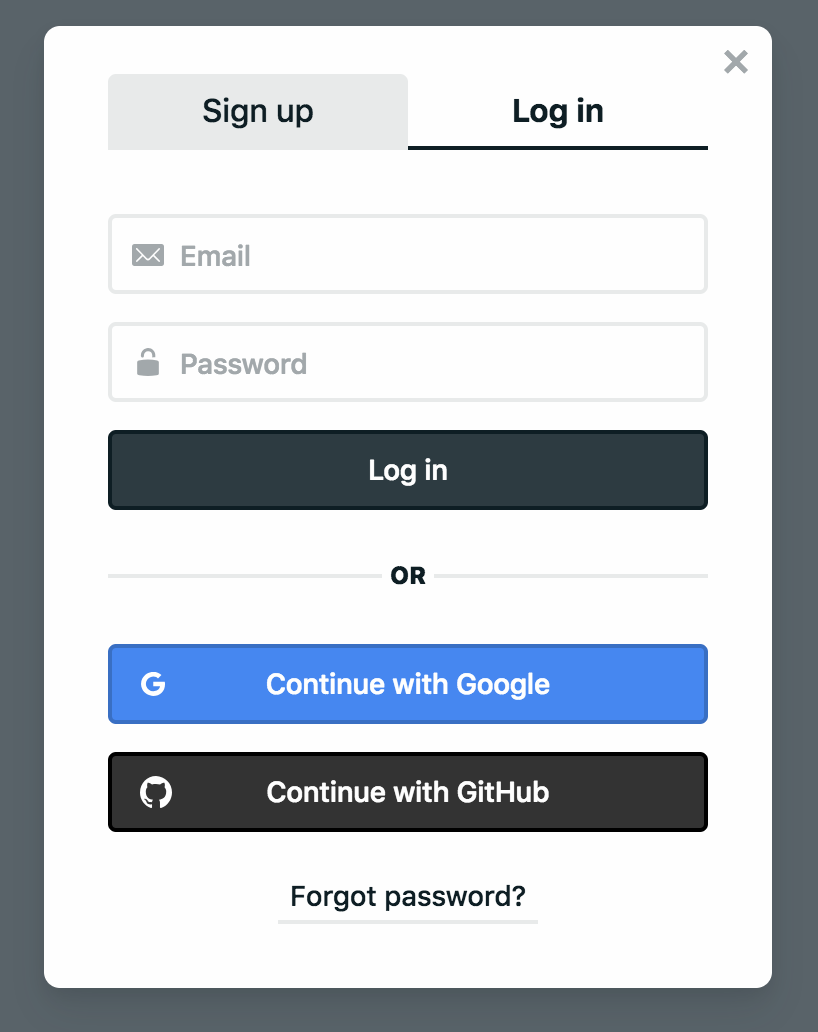 Sign up
Log in
Email
Password
Log in
OR
Continue with Google
Continue with GitHub
Forgot password?